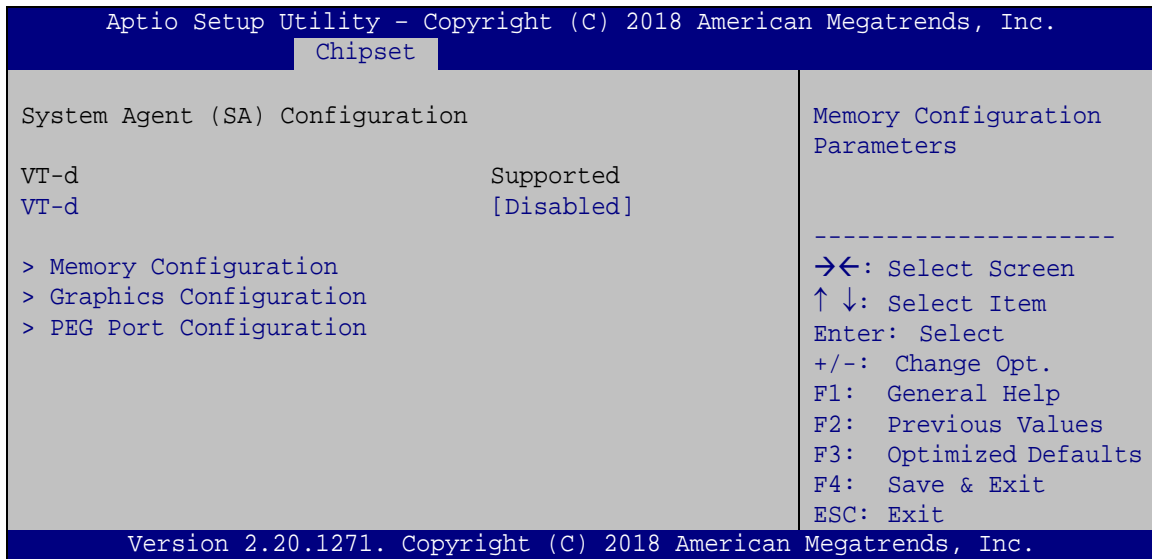 Aptio Setup Utility – Copyright (C) 2018 American Megatrends, Inc.
Chipset
System Agent (SA) Configuration
VT-d Supported
VT-d [Disabled]
> Memory Configuration
> Graphics Configuration
> PEG Port Configuration
Memory Configuration
Parameters
---------------------
→←: Select Screen
↑ ↓: Select Item
Enter: Select
+/-: Change Opt.
F1: General Help
F2: Previous Values
F3: Optimized Defaults
F4: Save & Exit
ESC: Exit
Version 2.20.1271. Copyright (C) 2018 American Megatrends, Inc.